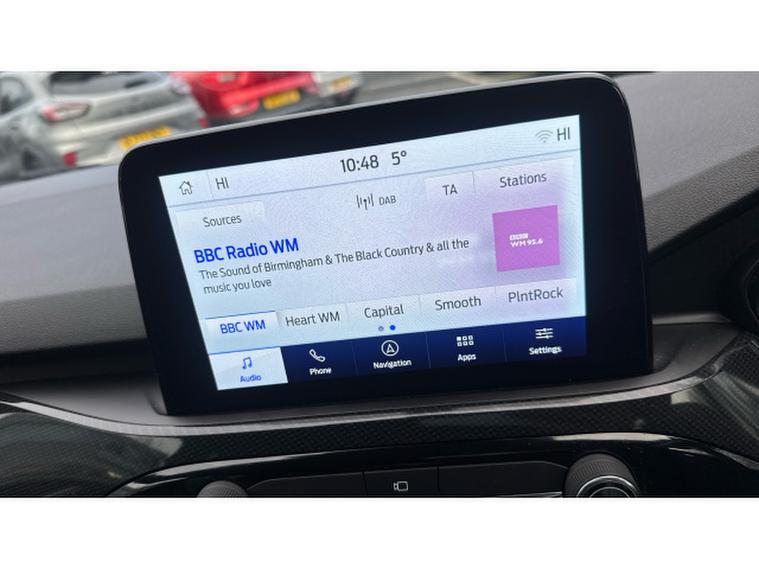 HI 10:48 5° HI
Sources DAB TA Stations
BBC Radio WM
The Sound of Birmingham & The Black Country & all the
music you love
BBC
WM 95.6
BBC WM Heart WM Capital Smooth PlntRock
Audio Phone Navigation Apps Settings